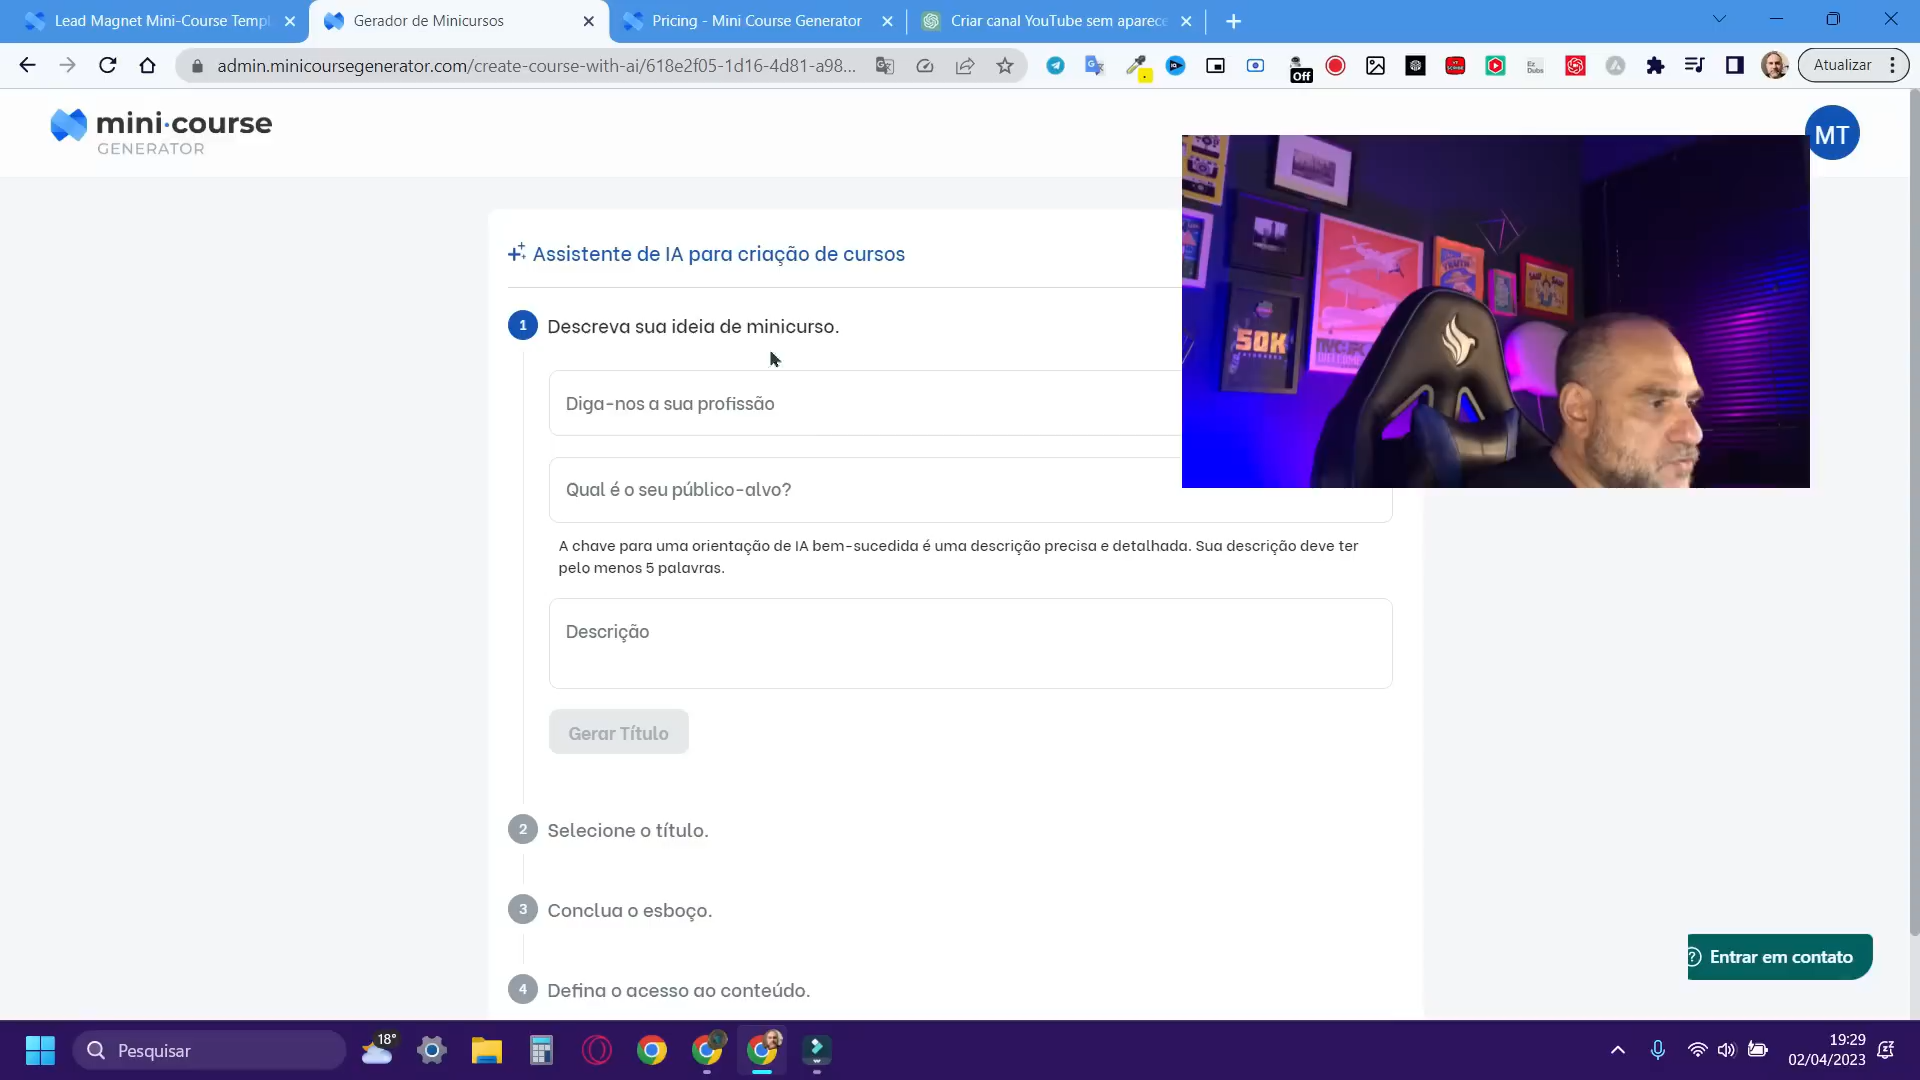 Lead Magnet Mini-Course Templ
Gerador de Minicursos
Pricing - Mini Course Generator
Criar canal YouTube sem aparece
admin.minicoursegenerator.com/create-course-with-ai/618e2f05-1d16-4d81-a98...
Off
Ez
Dubs
Atualizar
mini·course
GENERATOR
MT
50K
Assistente de IA para criação de cursos
1 Descreva sua ideia de minicurso.
Diga-nos a sua profissão
Qual é o seu público-alvo?
A chave para uma orientação de IA bem-sucedida é uma descrição precisa e detalhada. Sua descrição deve ter
pelo menos 5 palavras.
Descrição
Gerar Título
2 Selecione o título.
3 Conclua o esboço.
4 Defina o acesso ao conteúdo.
? Entrar em contato
Pesquisar
18°
19:29
02/04/2023